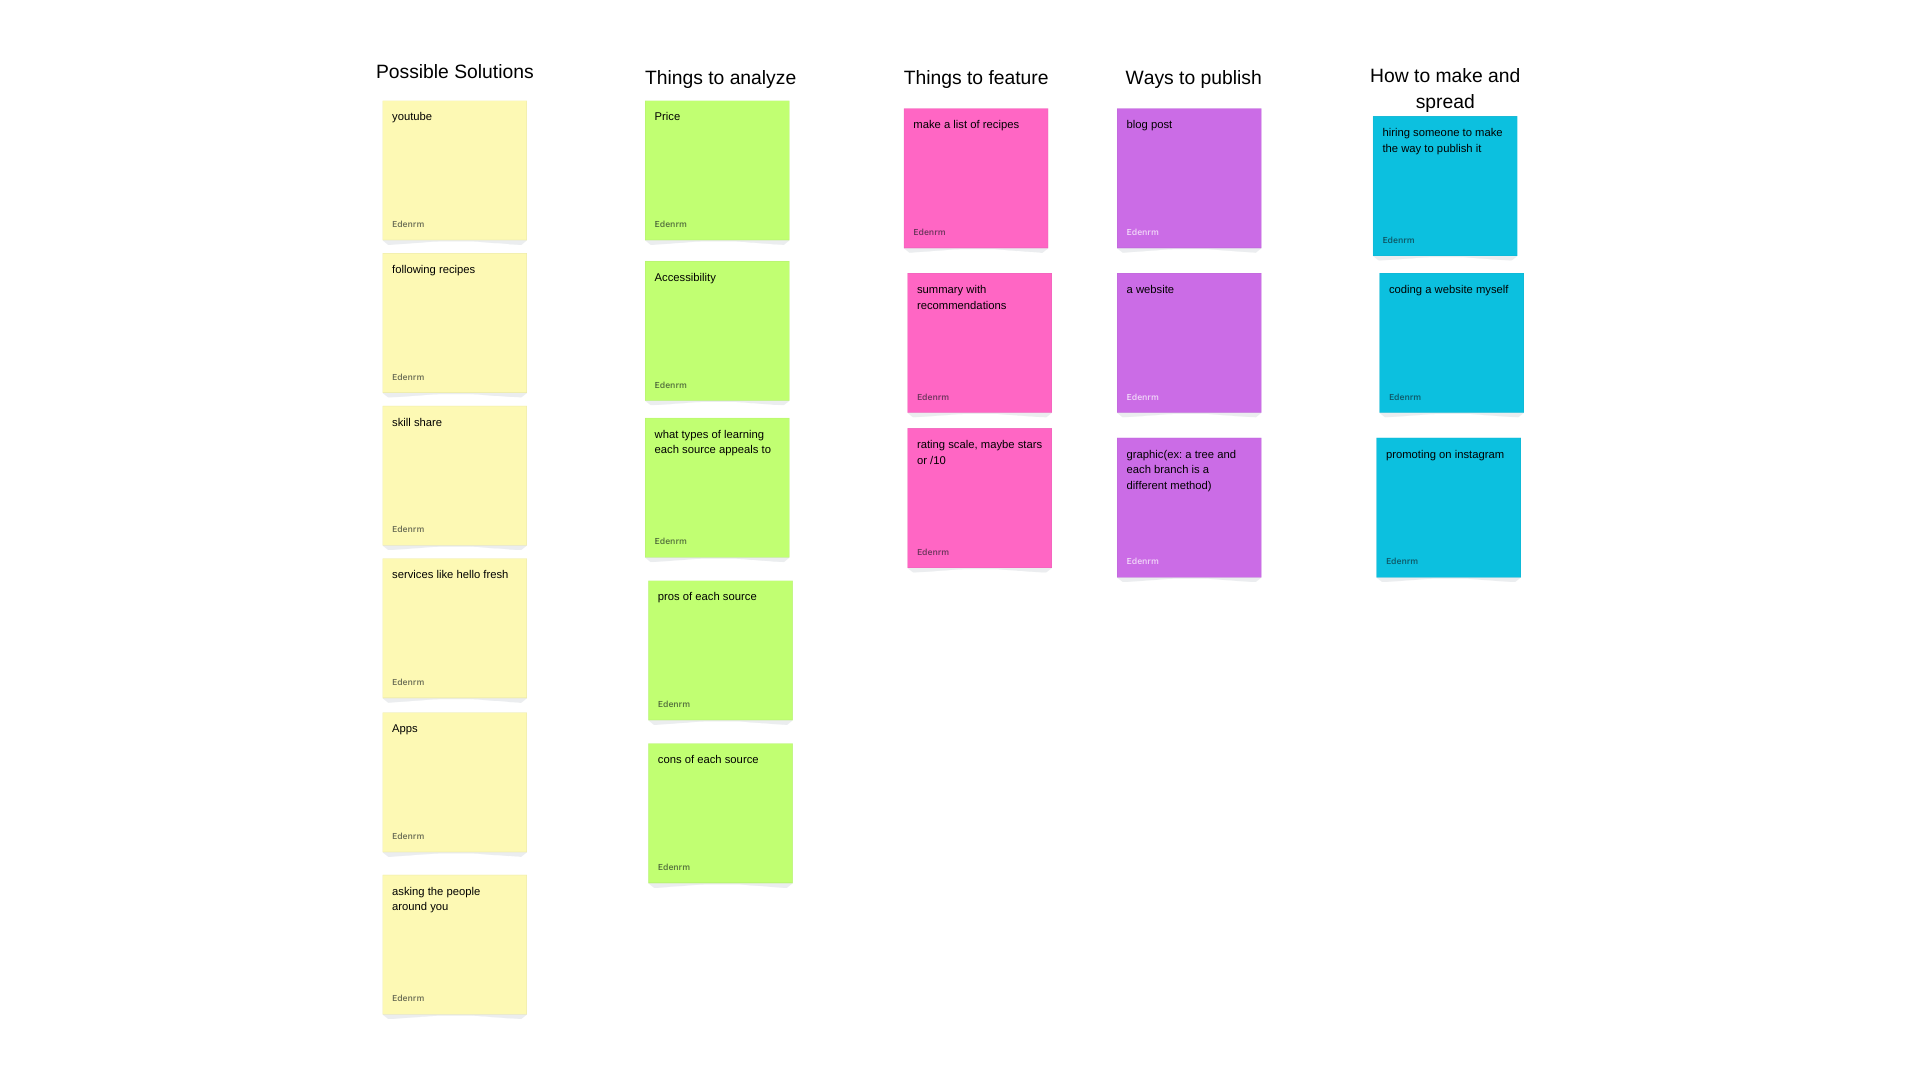 Possible Solutions
youtube
Edenrm
following recipes
Edenrm
skill share
Edenrm
services like hello fresh
Edenrm
Apps
Edenrm
asking the people
around you
Edenrm
Things to analyze
Price
Edenrm
Accessibility
Edenrm
what types of learning
each source appeals to
Edenrm
pros of each source
Edenrm
cons of each source
Edenrm
Things to feature
make a list of recipes
Edenrm
summary with
recommendations
Edenrm
rating scale, maybe stars
or /10
Edenrm
Ways to publish
blog post
Edenrm
a website
Edenrm
graphic(ex: a tree and
each branch is a
different method)
Edenrm
How to make and
spread
hiring someone to make
the way to publish it
Edenrm
coding a website myself
Edenrm
promoting on instagram
Edenrm